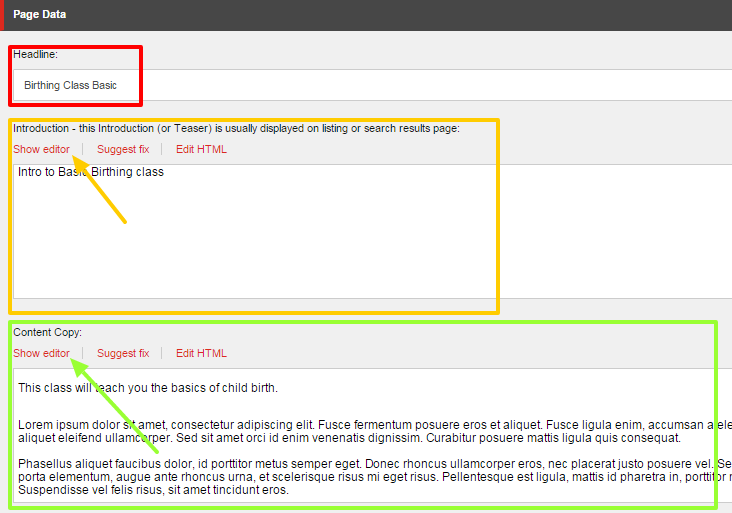 Page Data
Headline:
Birthing Class Basic
Introduction - this Introduction (or Teaser) is usually displayed on listing or search results page:
Show editor Suggest fix Edit HTML
Intro to Basic Birthing class
Content Copy:
Show editor Suggest fix Edit HTML
This class will teach you the basics of child birth.
Lorem ipsum dolor sit amet, consectetur adipiscing elit. Fusce fermentum posuere eros et aliquet. Fusce ligula enim, accumsan a
aliquet eleifend ullamcorper. Sed sit amet orci id enim venenatis dignissim. Curabitur posuere mattis ligula quis consequat.
Phasellus aliquet faucibus dolor, id porttitor metus semper eget. Donec rhoncus ullamcorper eros, nec placerat justo posuere vel.
porta elementum, augue ante rhoncus urna, et scelerisque risus mi eget risus. Pellentesque est ligula, mattis id pharetra in, porttitor
Suspendisse vel felis risus, sit amet tincidunt eros.